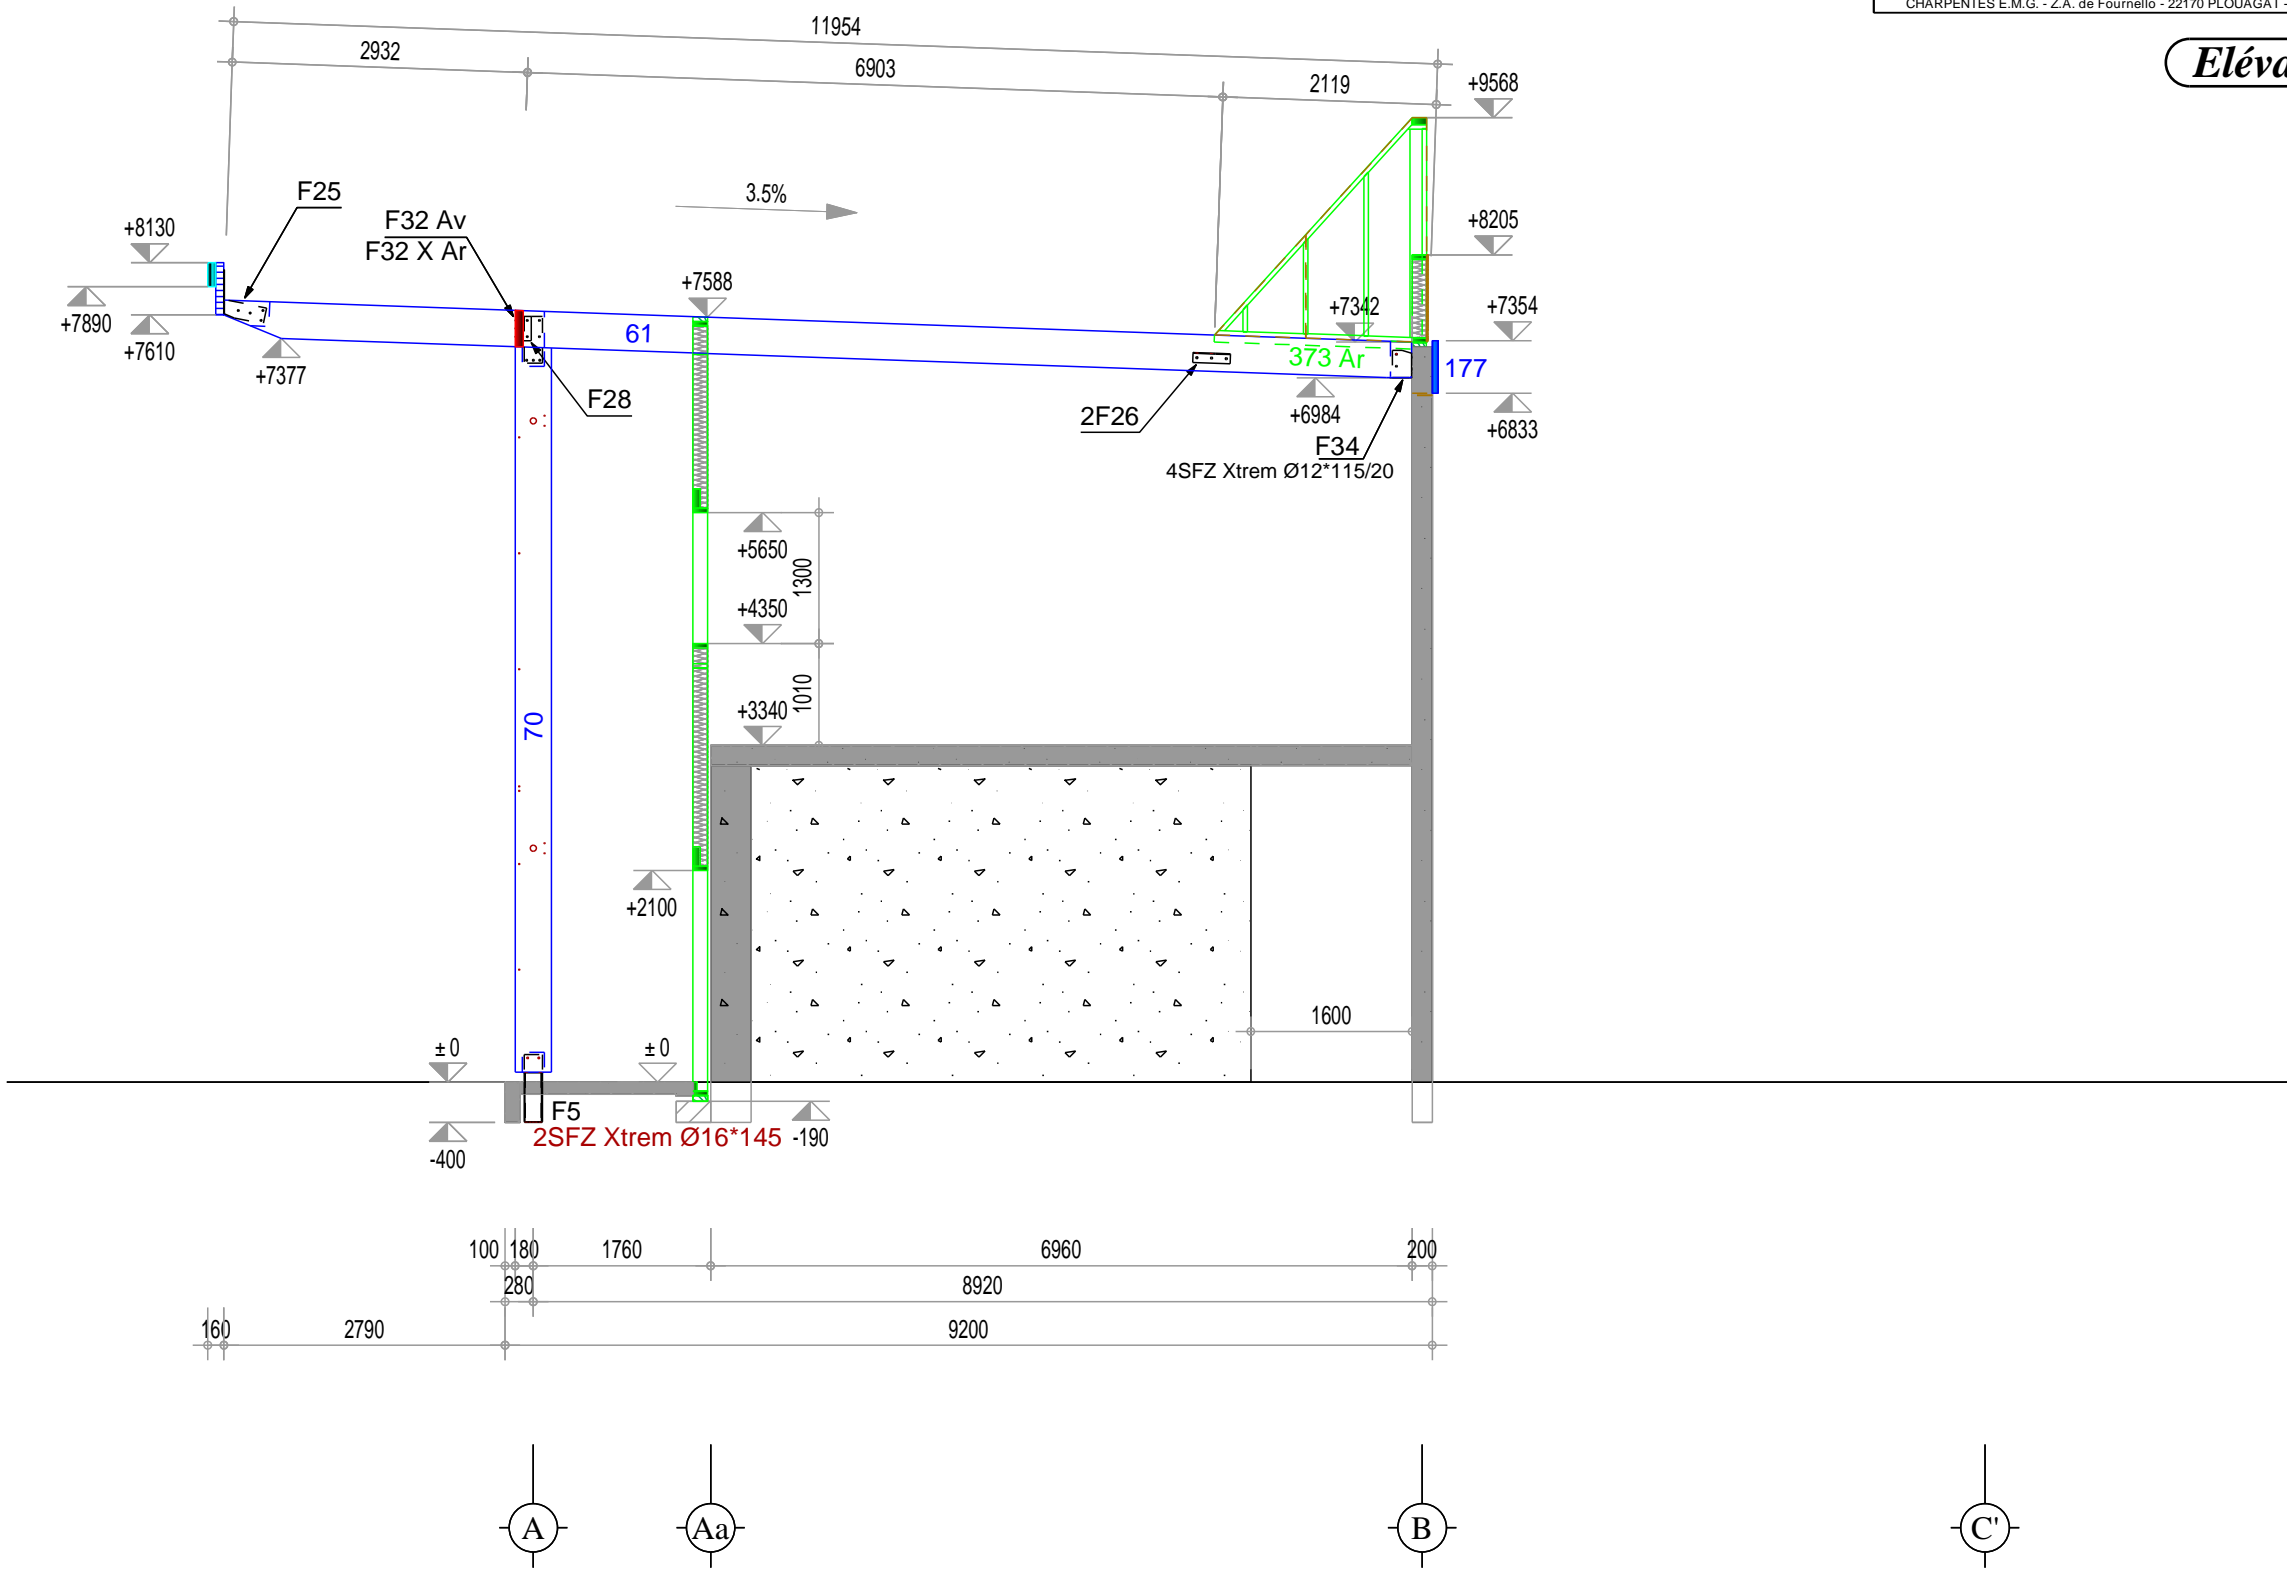 CHARPENTES E.M.G. - Z.A. de Fournello - 22170 PLOUAGAT -
11954
2932
6903
2119
Eléva
+9568
3.5%
F25
F32 Av
F32 X Ar
+8130
+8205
+7588
+7890
+7610
+7377
61
+7342
+7354
373 Ar
177
F28
2F26
+6984
+6833
F34
4SFZ Xtrem Ø12*115/20
+5650
1300
+4350
+3340
1010
70
+2100
1600
± 0
± 0
F5
2SFZ Xtrem Ø16*145
-190
-400
100
180
1760
6960
200
280
8920
160
2790
9200
A
Aa
B
C'